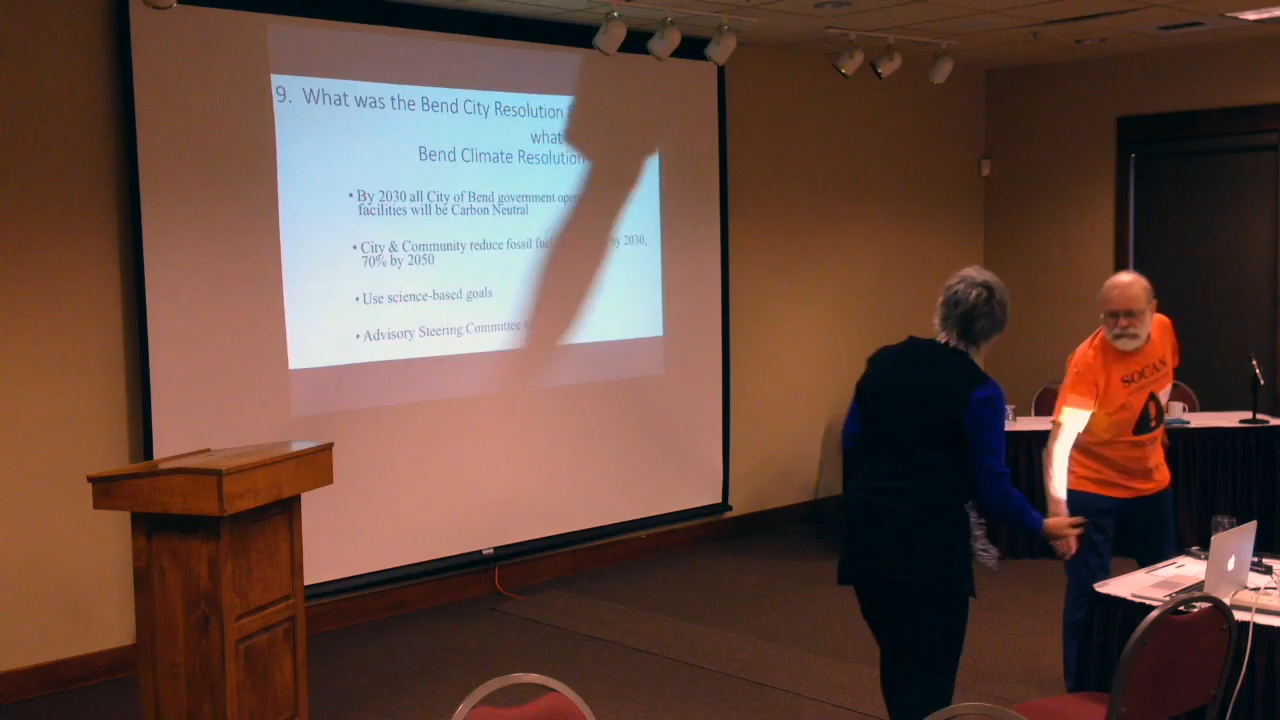 9. What was the Bend City Resolution
what
Bend Climate Resolution
• By 2030 all City of Bend government
facilities will be Carbon Neutral
• City & Community reduce fossil by 2030,
70% by 2050
• Use science-based goals
• Advisory Steering Committee
SOCAN